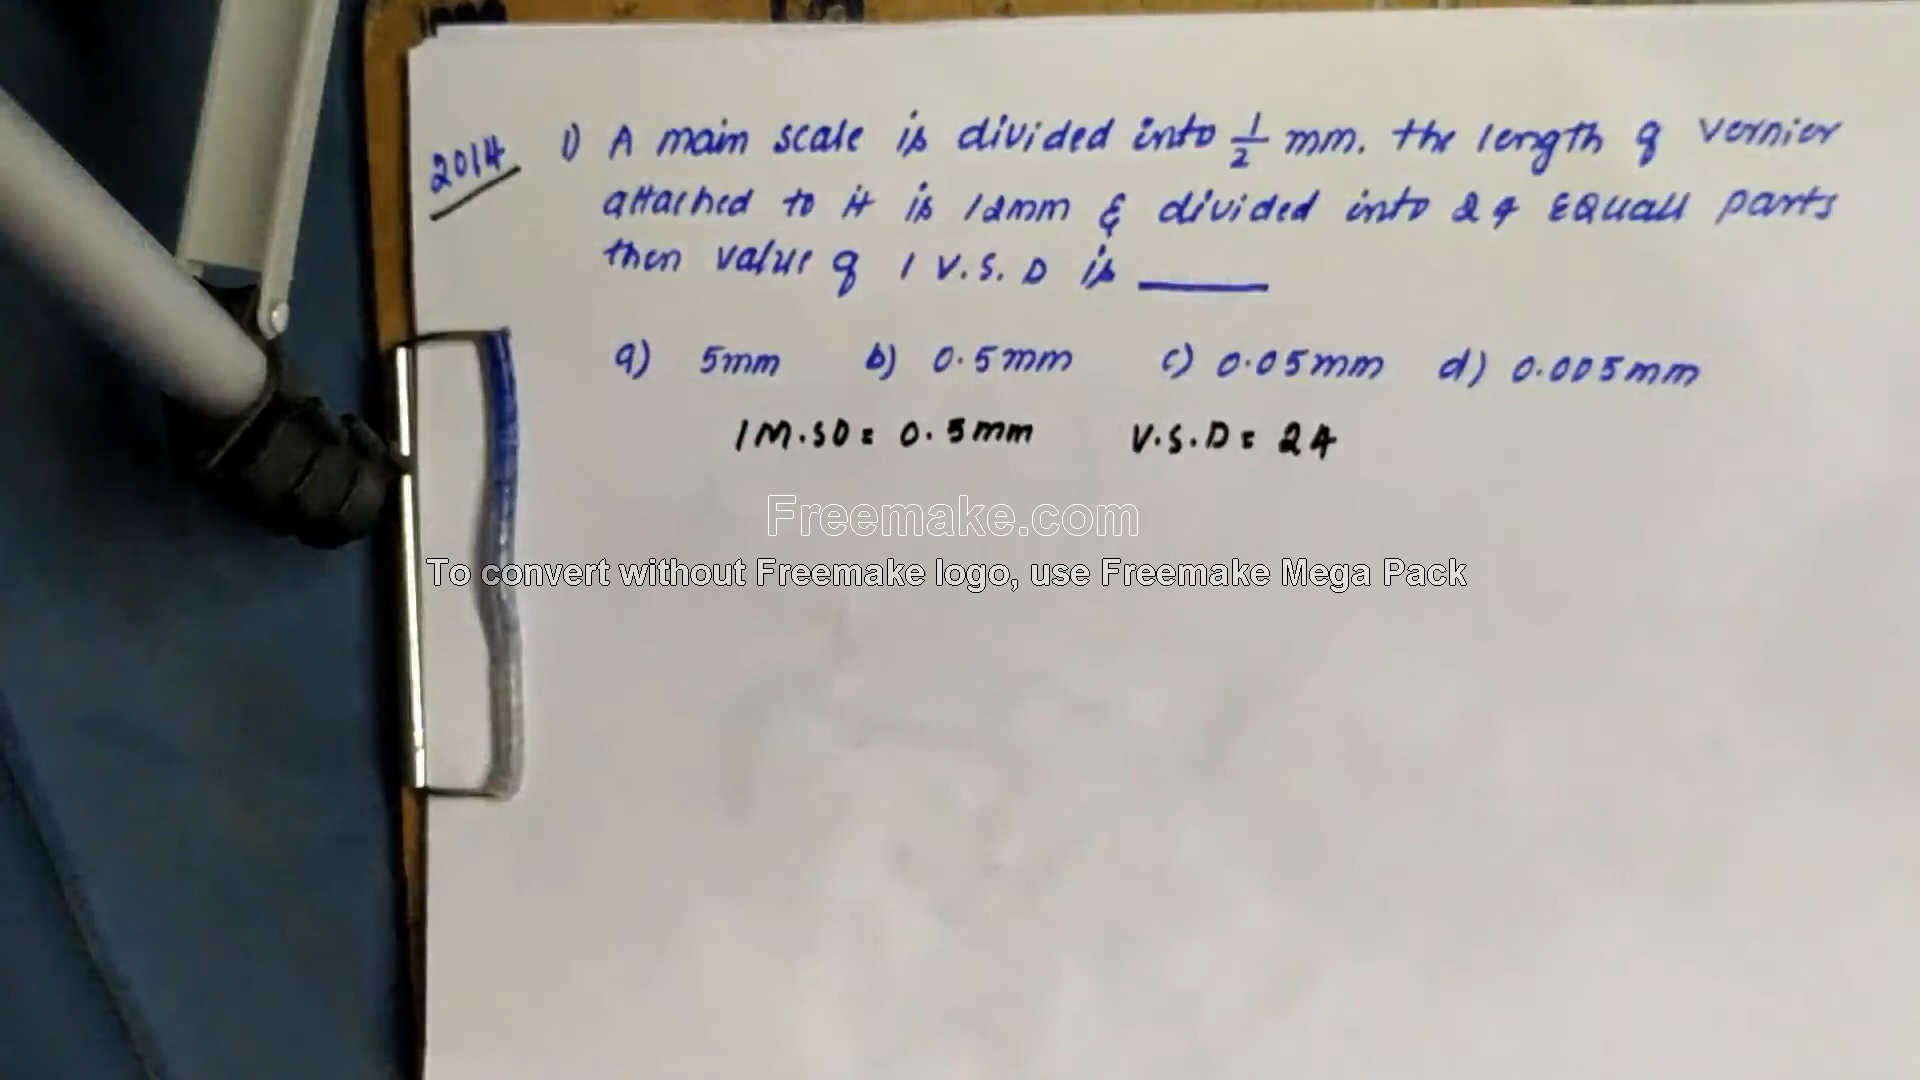 2014
1) A main scale is divided into 1/2 mm. the length of vernier
attached to it is 12mm & divided into 24 EQuall parts
then value of 1 V.S.D is ____
a) 5mm b) 0.5mm c) 0.05mm d) 0.005mm
1M.SD = 0.5mm V.S.D = 24
Freemake.com
To convert without Freemake logo, use Freemake Mega Pack